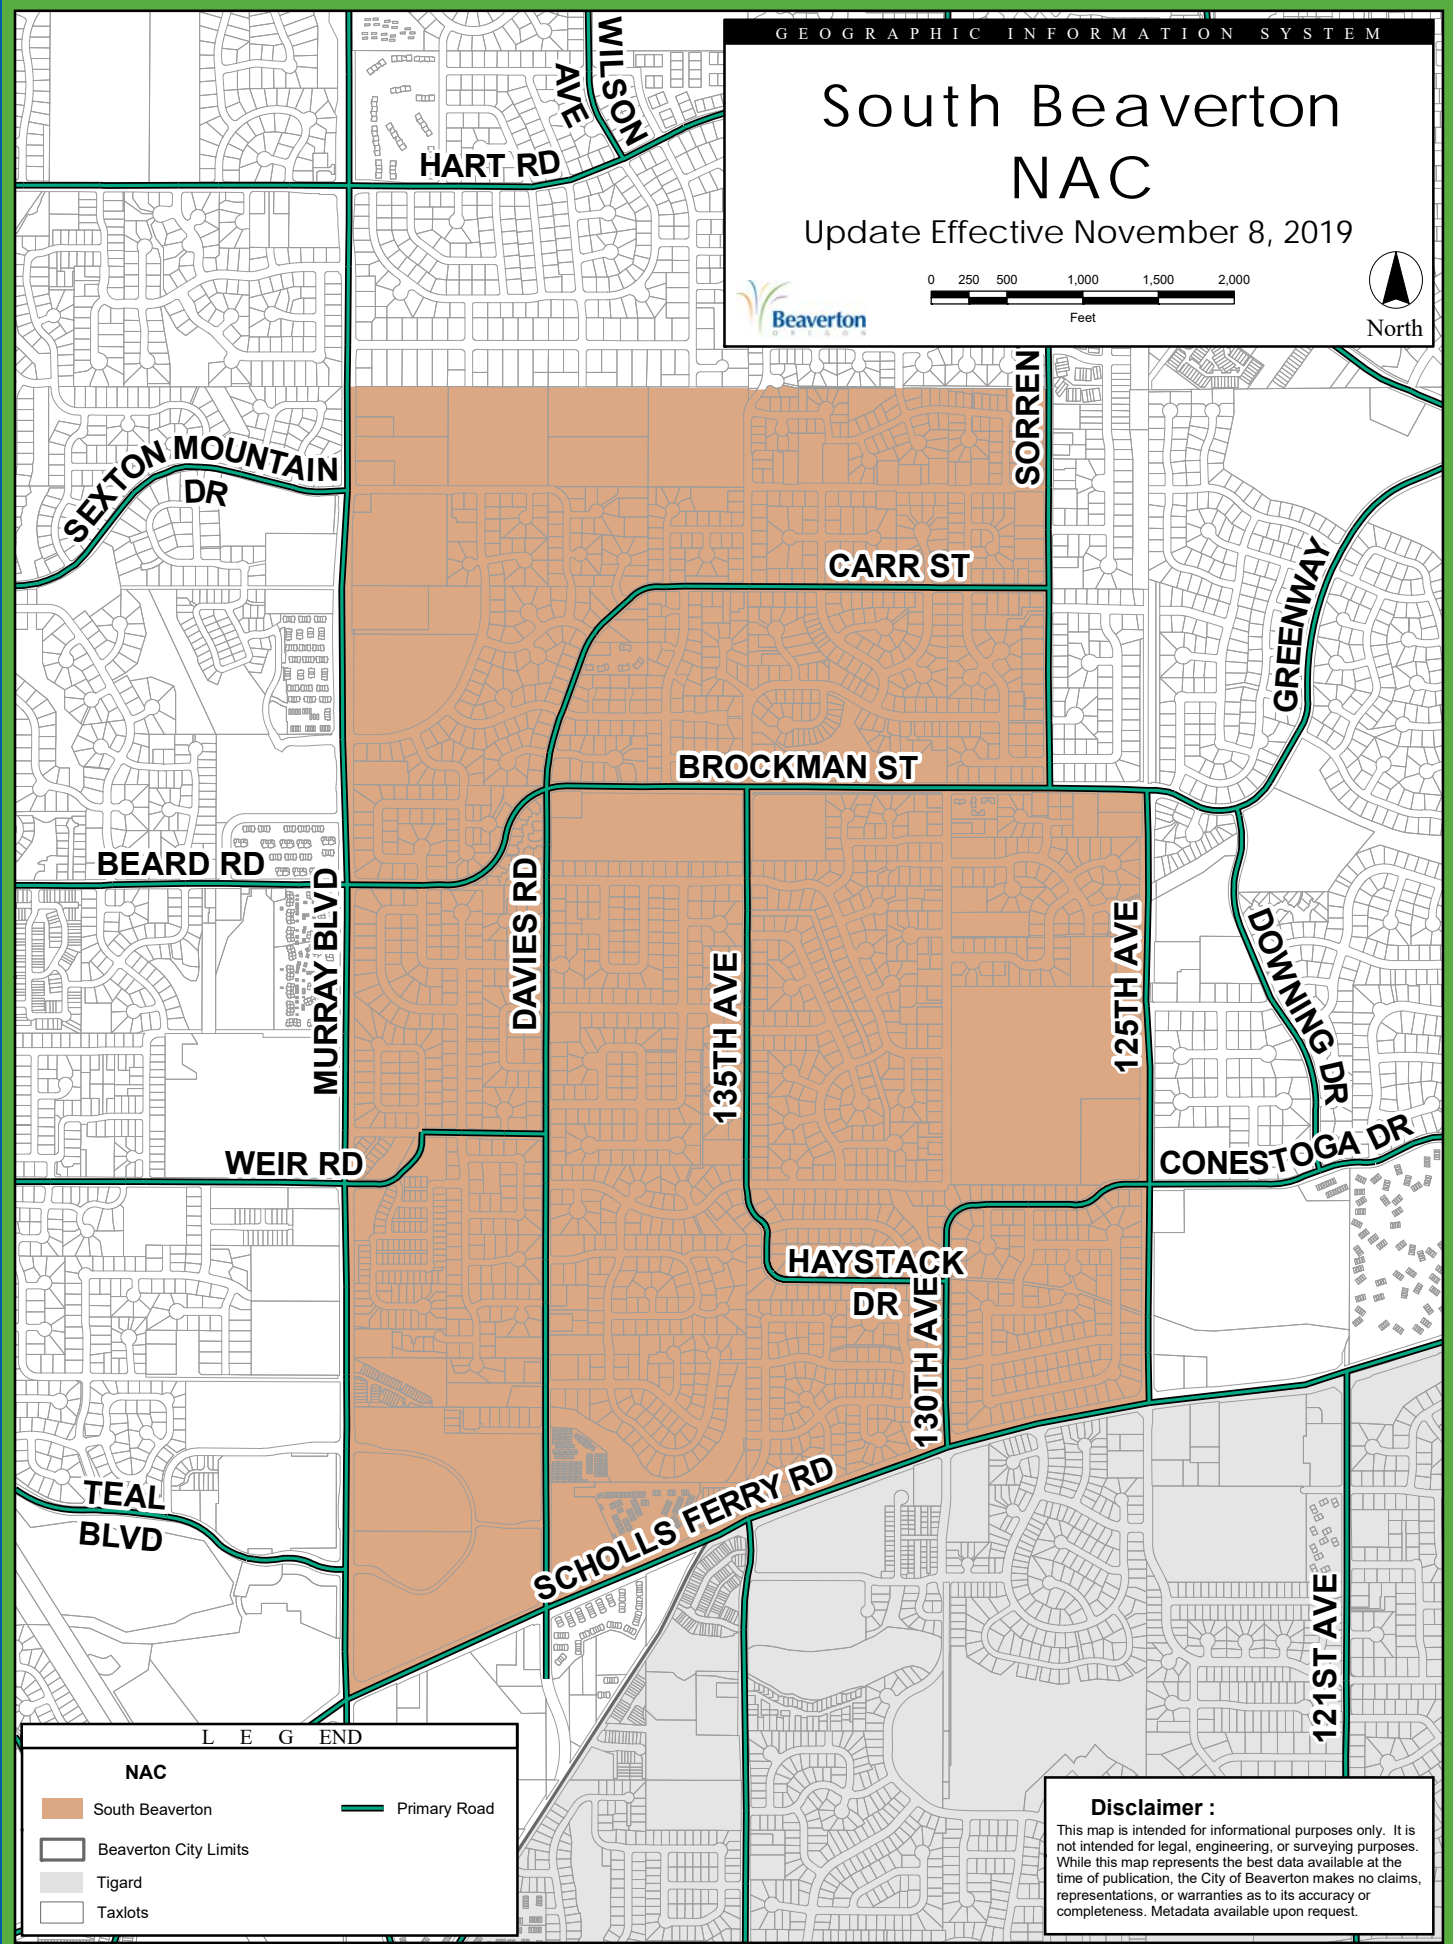 GEOGRAPHIC INFORMATION SYSTEM
South Beaverton
NAC
Update Effective November 8, 2019
0 250 500 1,000 1,500 2,000
Feet
North
Beaverton
OREGON
WILSON
AVE
HART RD
SORREN
SEXTON MOUNTAIN
DR
CARR ST
GREENWAY
BROCKMAN ST
BEARD RD
MURRAY BLVD
DAVIES RD
135TH AVE
125TH AVE
DOWNING DR
WEIR RD
CONESTOGA DR
HAYSTACK
DR
130TH AVE
SCHOLLS FERRY RD
TEAL
BLVD
121ST AVE
L E G END
NAC
South Beaverton
Primary Road
Beaverton City Limits
Tigard
Taxlots
Disclaimer :
This map is intended for informational purposes only. It is
not intended for legal, engineering, or surveying purposes.
While this map represents the best data available at the
time of publication, the City of Beaverton makes no claims,
representations, or warranties as to its accuracy or
completeness. Metadata available upon request.